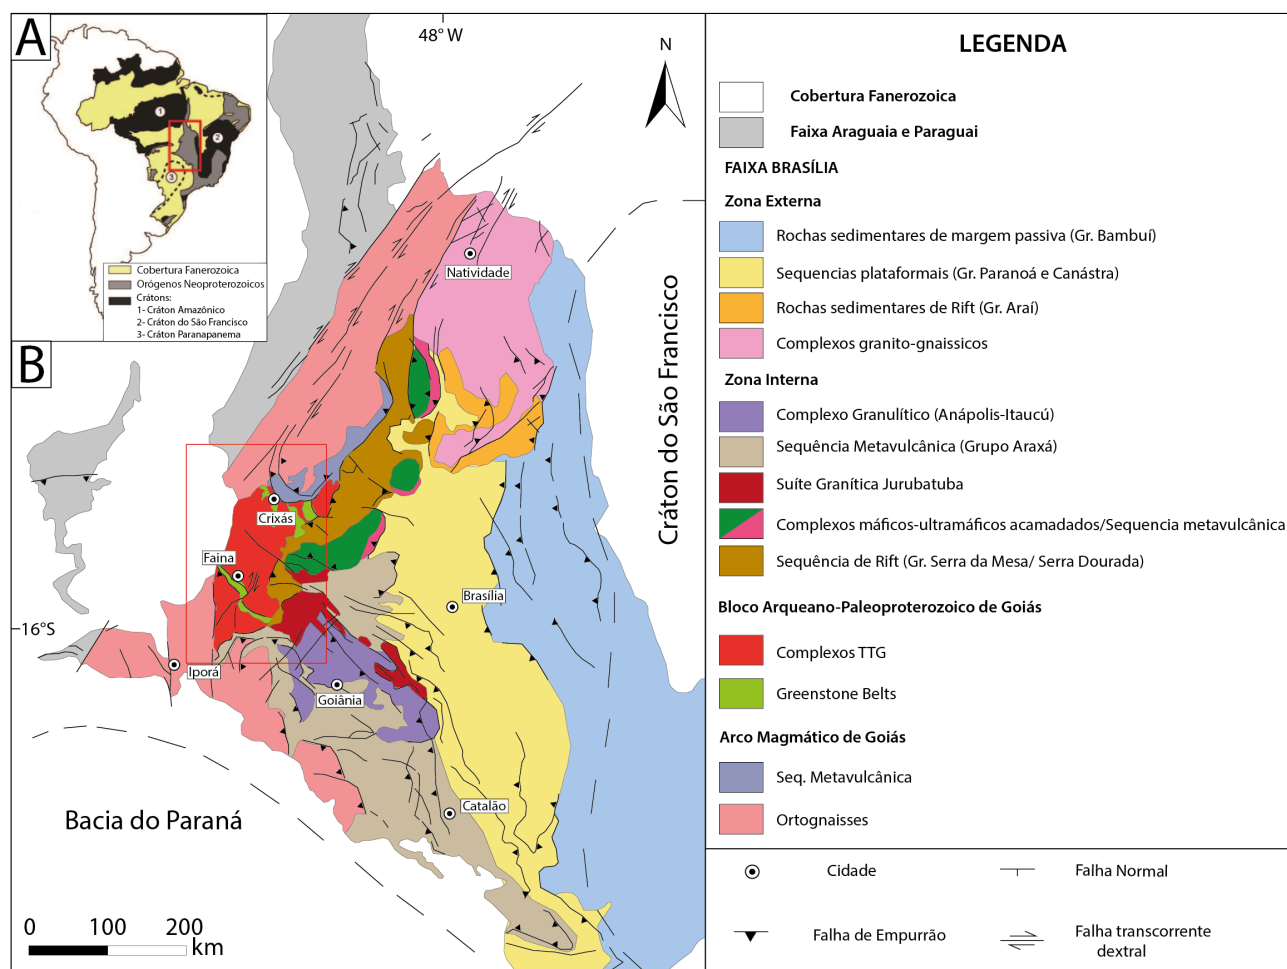 A
48° W
N
1
2
3
Cobertura Fanerozoica
Orógenos Neoproterozoicos
Crátons:
1- Cráton Amazônico
2- Cráton do São Francisco
3- Cráton Paranapanema
B
Natividade
Cráton do São Francisco
Crixás
Faina
Brasília
16°S
Iporá
Goiânia
Catalão
Bacia do Paraná
0 100 200
km
LEGENDA
Cobertura Fanerozoica
Faixa Araguaia e Paraguai
FAIXA BRASÍLIA
Zona Externa
Rochas sedimentares de margem passiva (Gr. Bambuí)
Sequencias plataformais (Gr. Paranoá e Canástra)
Rochas sedimentares de Rift (Gr. Araí)
Complexos granito-gnaissicos
Zona Interna
Complexo Granulítico (Anápolis-Itaucú)
Sequência Metavulcânica (Grupo Araxá)
Suíte Granítica Jurubatuba
Complexos máficos-ultramáficos acamadados/Sequencia metavulcânica
Sequência de Rift (Gr. Serra da Mesa/ Serra Dourada)
Bloco Arqueano-Paleoproterozoico de Goiás
Complexos TTG
Greenstone Belts
Arco Magmático de Goiás
Seq. Metavulcânica
Ortognaisses
Cidade
Falha Normal
Falha de Empurrão
Falha transcorrente
dextral